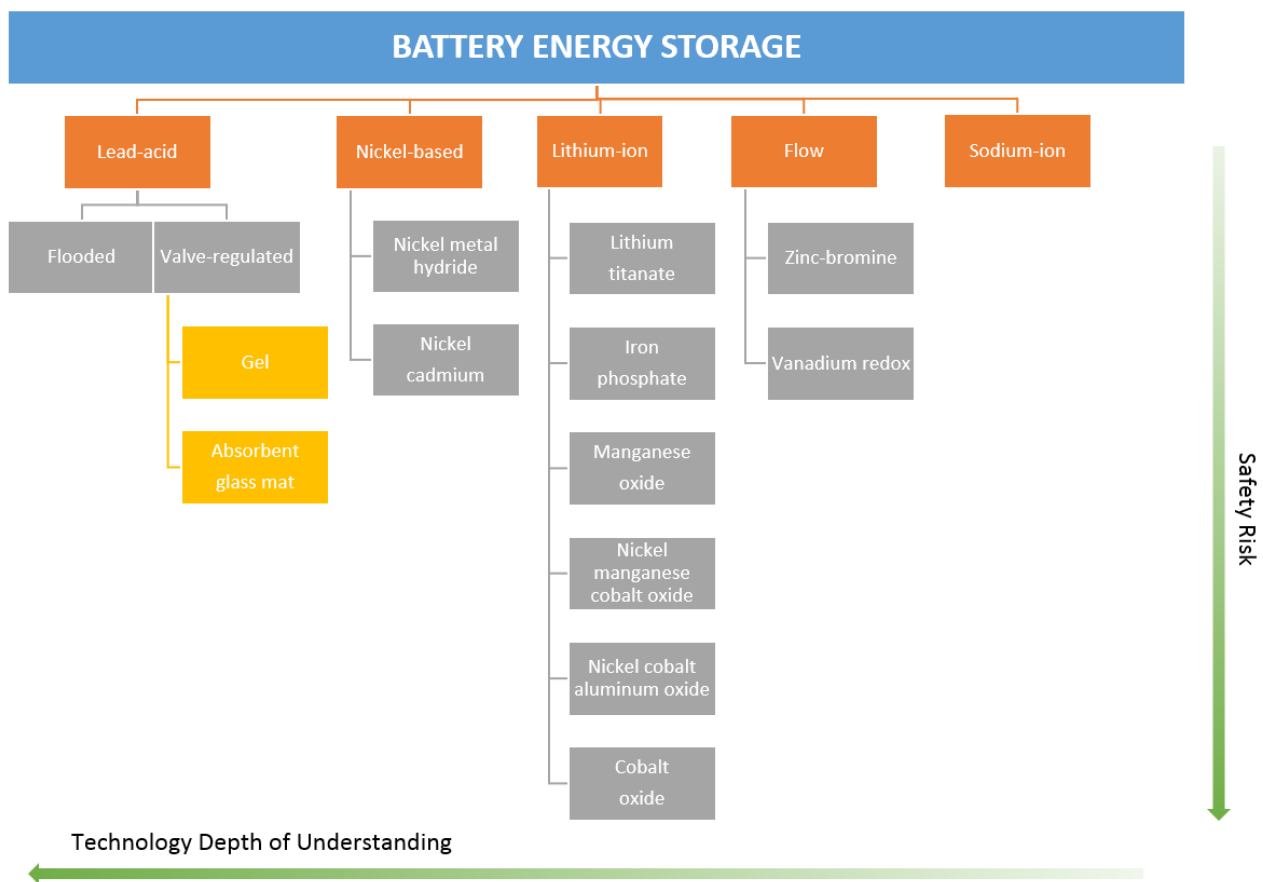 BATTERY ENERGY STORAGE
Lead-acid
Nickel-based
Lithium-ion
Flow
Sodium-ion
Flooded
Valve-regulated
Gel
Absorbent
glass mat
Nickel metal
hydride
Nickel
cadmium
Lithium
titanate
Iron
phosphate
Manganese
oxide
Nickel
manganese
cobalt oxide
Nickel cobalt
aluminum oxide
Cobalt
oxide
Zinc-bromine
Vanadium redox
Safety Risk
Technology Depth of Understanding